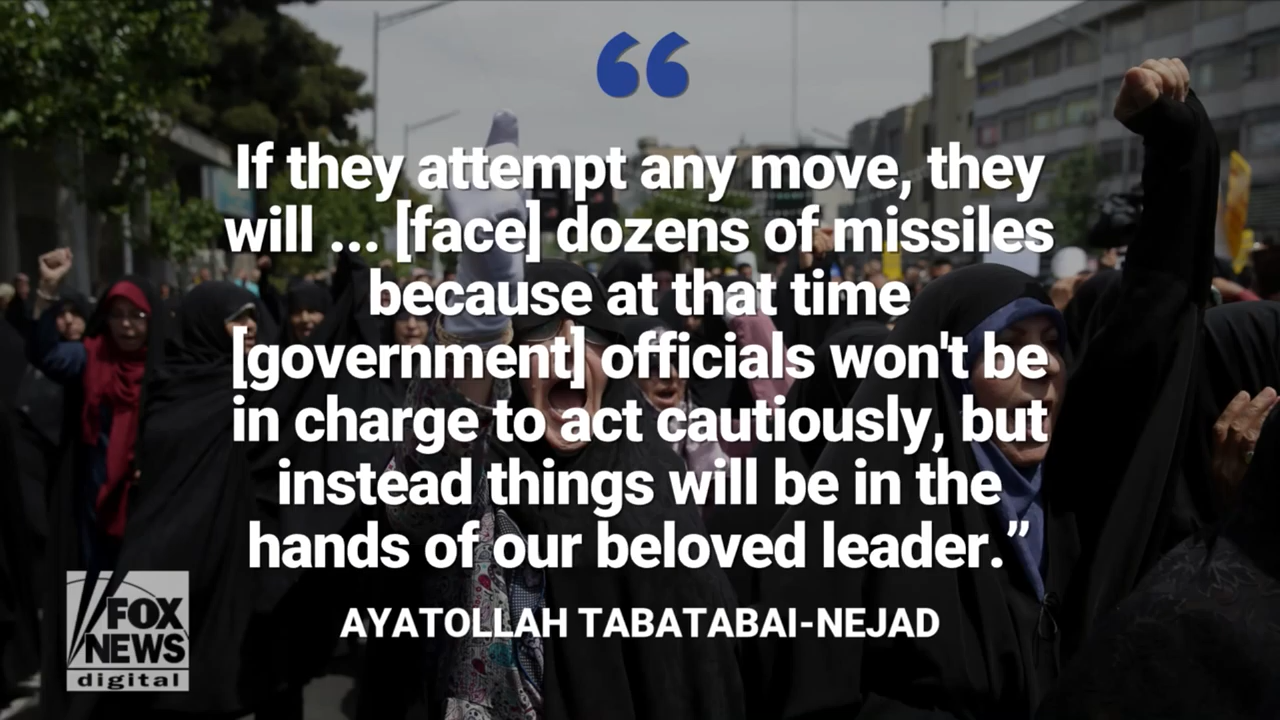 “
If they attempt any move, they
will ... [face] dozens of missiles
because at that time
[government] officials won't be
in charge to act cautiously, but
instead things will be in the
hands of our beloved leader.”
AYATOLLAH TABATABAI-NEJAD
FOX
NEWS
digital